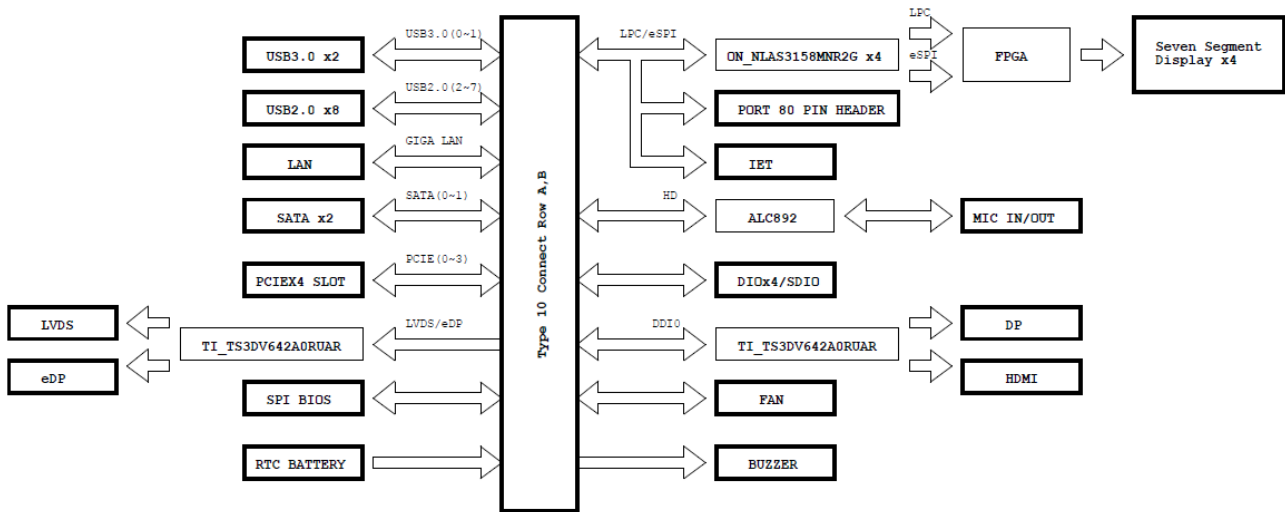 USB3.0 x2
USB3.0(0~1)
USB2.0 x8
USB2.0(2~7)
LAN
GIGA LAN
SATA x2
SATA(0~1)
PCIEX4 SLOT
PCIE(0~3)
LVDS
eDP
TI_TS3DV642A0RUAR
LVDS/eDP
SPI BIOS
RTC BATTERY
Type 10 Connect Row A,B
LPC/eSPI
ON_NLAS3158MNR2G x4
LPC
eSPI
FPGA
Seven Segment
Display x4
PORT 80 PIN HEADER
IET
HD
ALC892
MIC IN/OUT
DIOx4/SDIO
DDI0
TI_TS3DV642A0RUAR
DP
HDMI
FAN
BUZZER